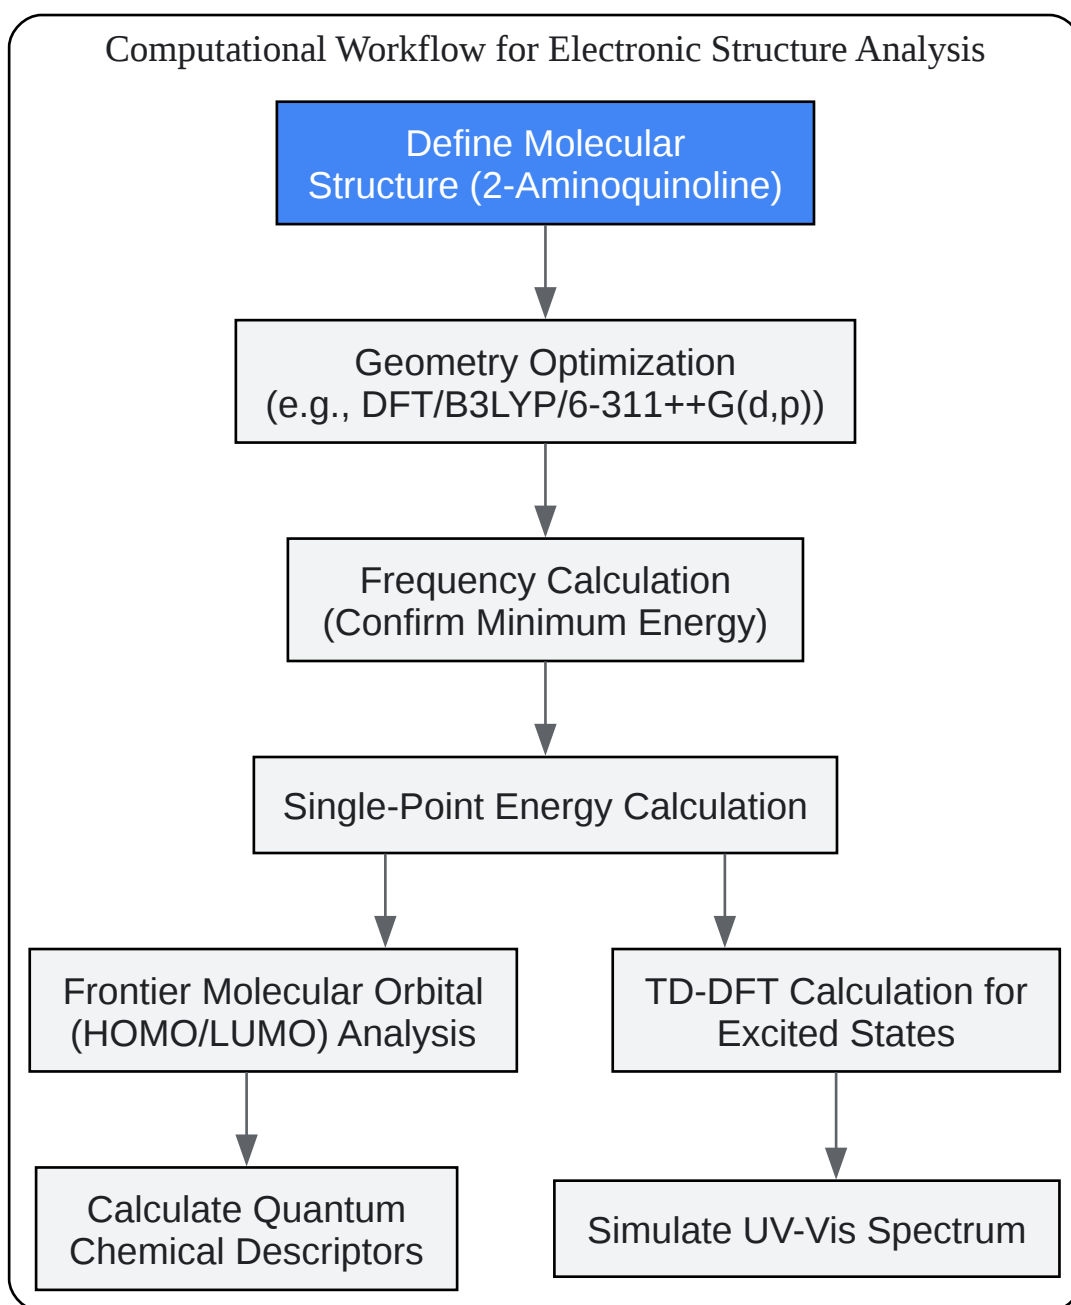 Computational Workflow for Electronic Structure Analysis
Define Molecular
Structure (2-Aminoquinoline)
Geometry Optimization
(e.g., DFT/B3LYP/6-311++G(d,p))
Frequency Calculation
(Confirm Minimum Energy)
Single-Point Energy Calculation
Frontier Molecular Orbital
(HOMO/LUMO) Analysis
TD-DFT Calculation for
Excited States
Calculate Quantum
Chemical Descriptors
Simulate UV-Vis Spectrum